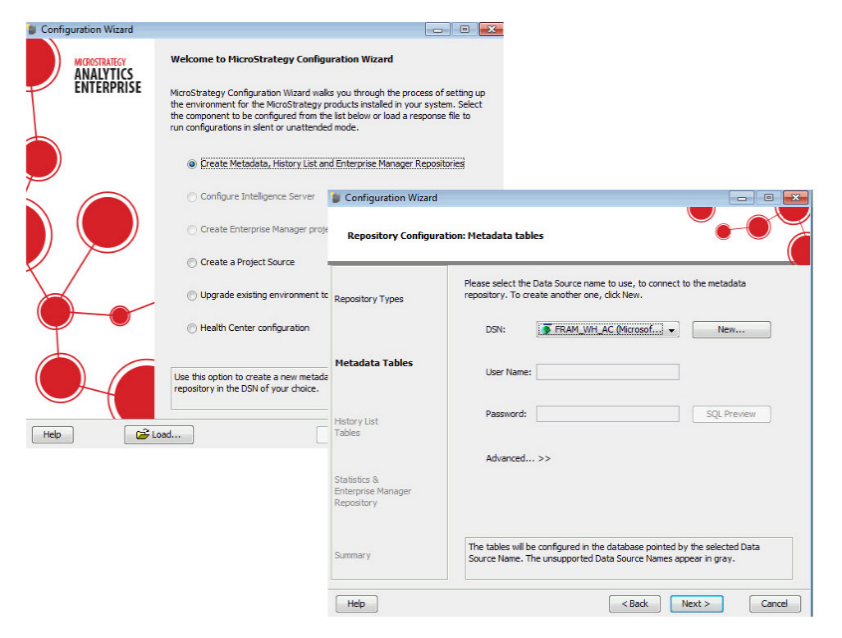 Configuration Wizard
MICROSTRATEGY
ANALYTICS
ENTERPRISE
Welcome to MicroStrategy Configuration Wizard
MicroStrategy Configuration Wizard walks you through the process of setting up
the environment for the MicroStrategy products installed in your system. Select
the component to be configured from the list below or load a response file to
run configurations in silent or unattended mode.
Create Metadata, History List and Enterprise Manager Repositories
Configure Intelligence Server
Create Enterprise Manager
Create a Project Source
Upgrade existing environment
Health Center configuration
Use this option to create a new
repository in the DSN of your choice.
Help
Load...
Configuration Wizard
Repository Configuration: Metadata tables
Repository Types
Metadata Tables
History List
Tables
Statistics &
Enterprise Manager
Repository
Summary
Please select the Data Source name to use, to connect to the metadata
repository. To create another one, click New.
DSN:
FRAM_WH_AC (Microsof...
New...
User Name:
Password:
SQL Preview
Advanced... >>
The tables will be configured in the database pointed by the selected Data
Source Name. The unsupported Data Source Names appear in gray.
Help
< Back
Next >
Cancel